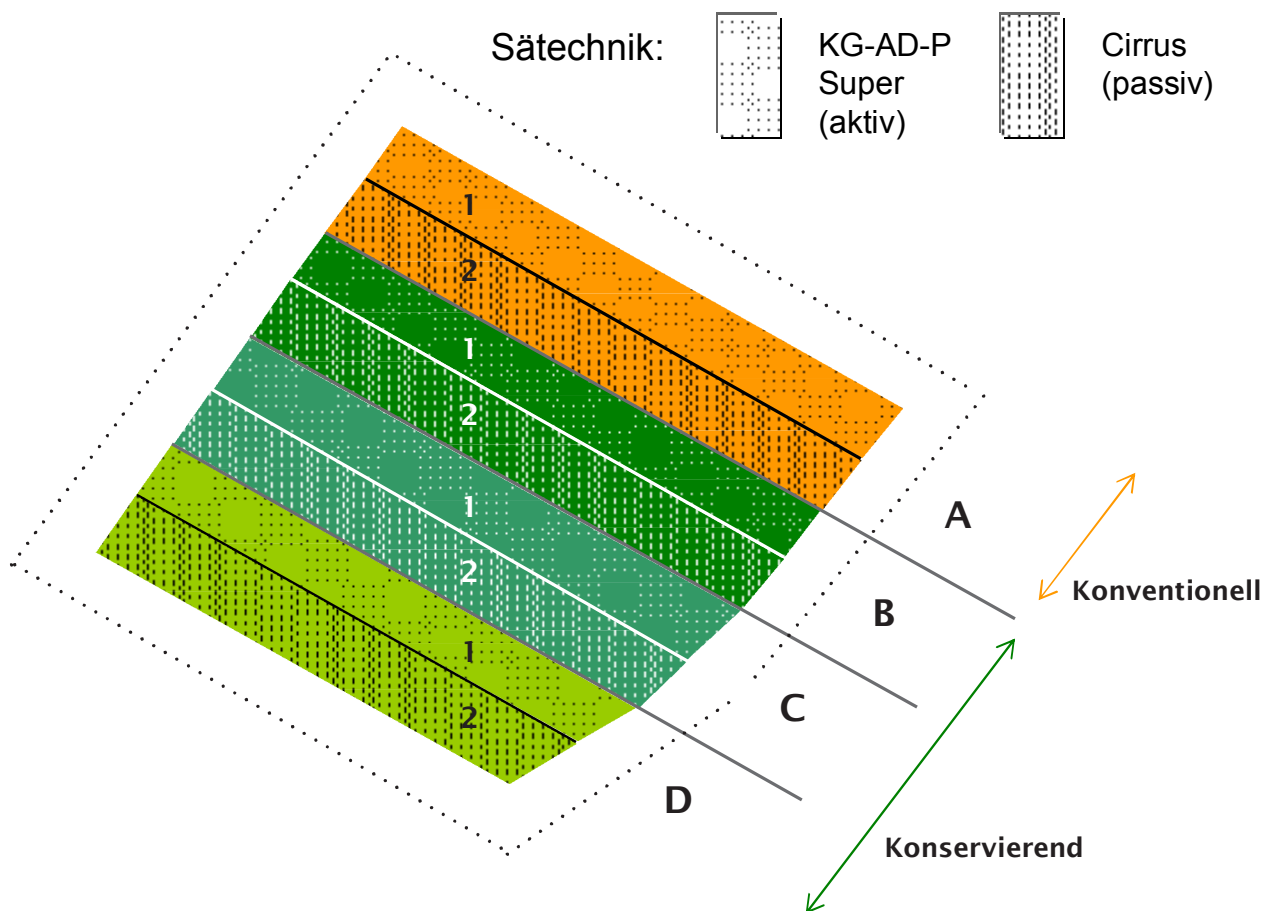 Sätechnik:
KG-AD-P
Super
(aktiv)
Cirrus
(passiv)
1
2
1
2
1
2
1
2
A
B
C
D
Konventionell
Konservierend